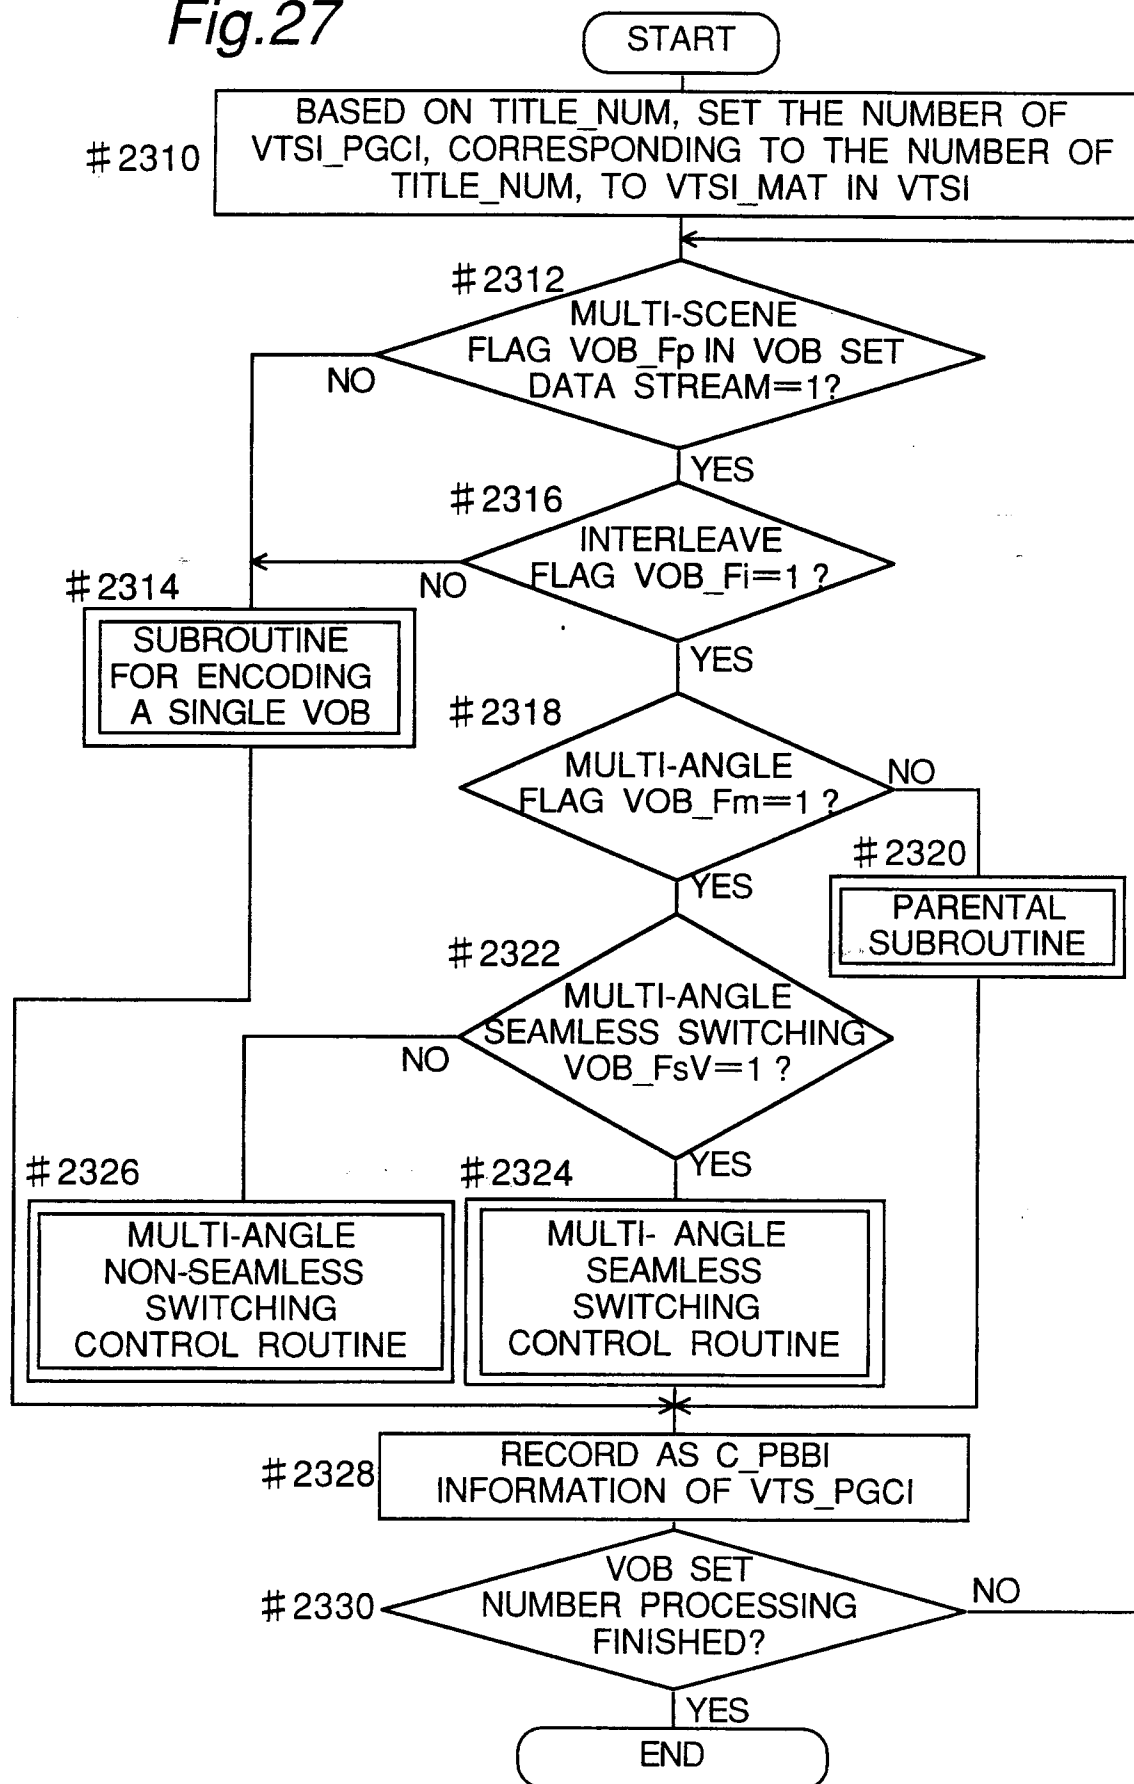 Fig.27
START
#2310
BASED ON TITLE_NUM, SET THE NUMBER OF
VTSI_PGCI, CORRESPONDING TO THE NUMBER OF
TITLE_NUM, TO VTSI_MAT IN VTSI
#2312
MULTI-SCENE
FLAG VOB_Fp IN VOB SET
DATA STREAM=1?
NO
YES
#2316
INTERLEAVE
FLAG VOB_Fi=1 ?
NO
YES
#2314
SUBROUTINE
FOR ENCODING
A SINGLE VOB
#2318
MULTI-ANGLE
FLAG VOB_Fm=1 ?
NO
YES
#2320
PARENTAL
SUBROUTINE
#2322
MULTI-ANGLE
SEAMLESS SWITCHING
VOB_FsV=1 ?
NO
YES
#2326
MULTI-ANGLE
NON-SEAMLESS
SWITCHING
CONTROL ROUTINE
#2324
MULTI- ANGLE
SEAMLESS
SWITCHING
CONTROL ROUTINE
#2328
RECORD AS C_PBBI
INFORMATION OF VTS_PGCI
#2330
VOB SET
NUMBER PROCESSING
FINISHED?
NO
YES
END